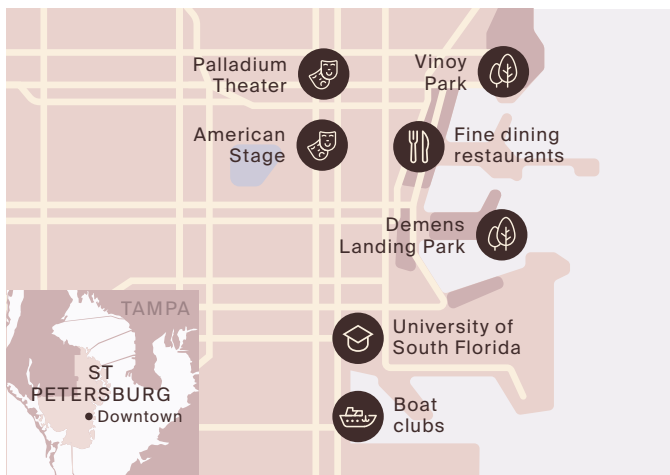 Palladium
Theater
Vinoy
Park
American
Stage
Fine dining
restaurants
Demens
Landing Park
TAMPA
ST
PETERSBURG
Downtown
University of
South Florida
Boat
clubs